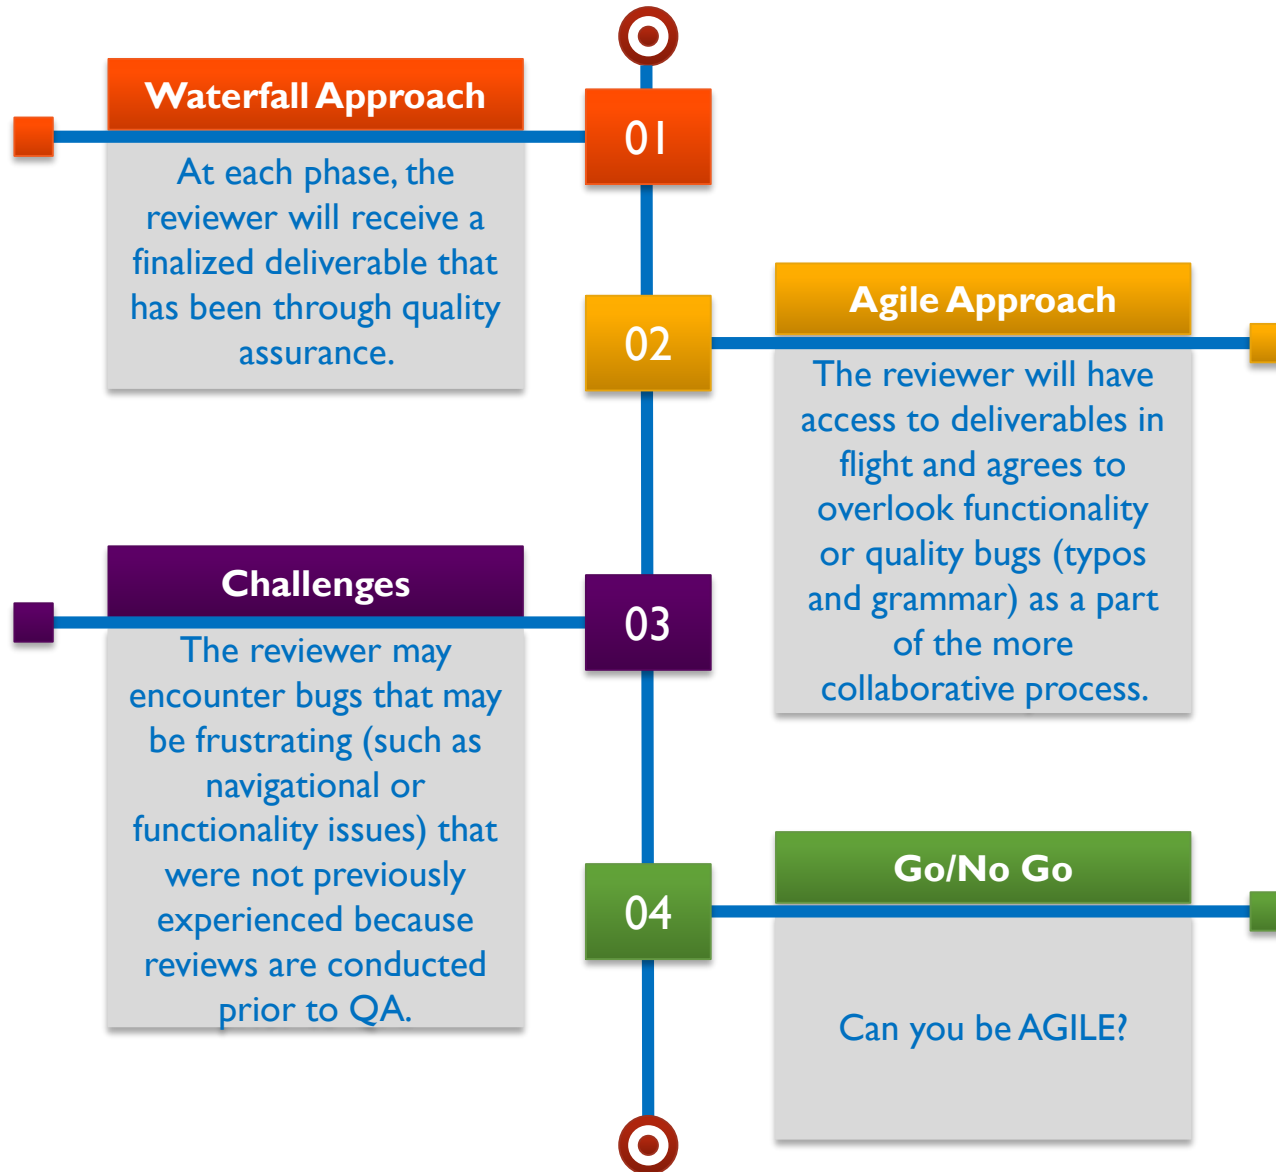 Waterfall Approach
01
At each phase, the
reviewer will receive a
finalized deliverable that
has been through quality
assurance.
02
Agile Approach
The reviewer will have
access to deliverables in
flight and agrees to
overlook functionality
or quality bugs (typos
and grammar) as a part
of the more
collaborative process.
Challenges
03
The reviewer may
encounter bugs that may
be frustrating (such as
navigational or
functionality issues) that
were not previously
experienced because
reviews are conducted
prior to QA.
04
Go/No Go
Can you be AGILE?